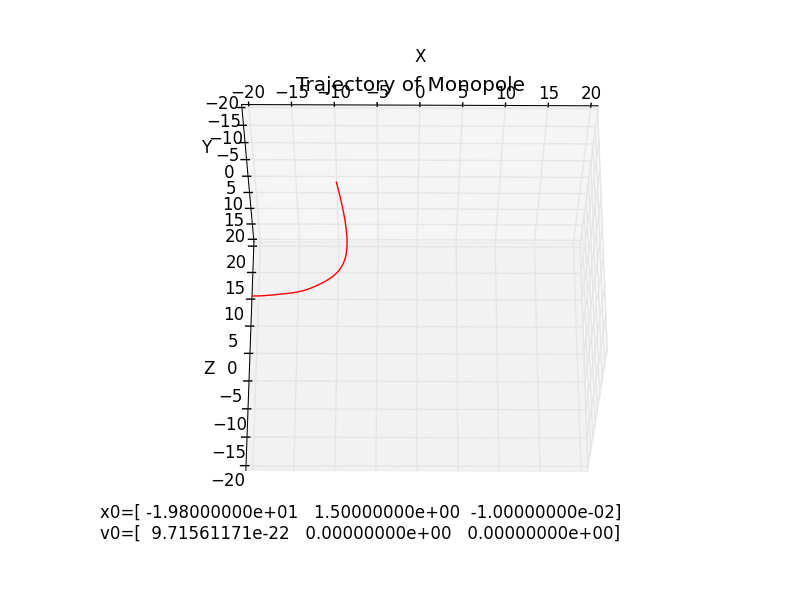 X
Trajectory of Monopole
−20 −15 −10 −5 0 5 10 15 20
Y
−20
−15
−10
−5
0
5
10
15
20
Z
20
15
10
5
0
−5
−10
−15
−20
x0=[ -1.98000000e+01 1.50000000e+00 -1.00000000e-02]
v0=[ 9.71561171e-22 0.00000000e+00 0.00000000e+00]